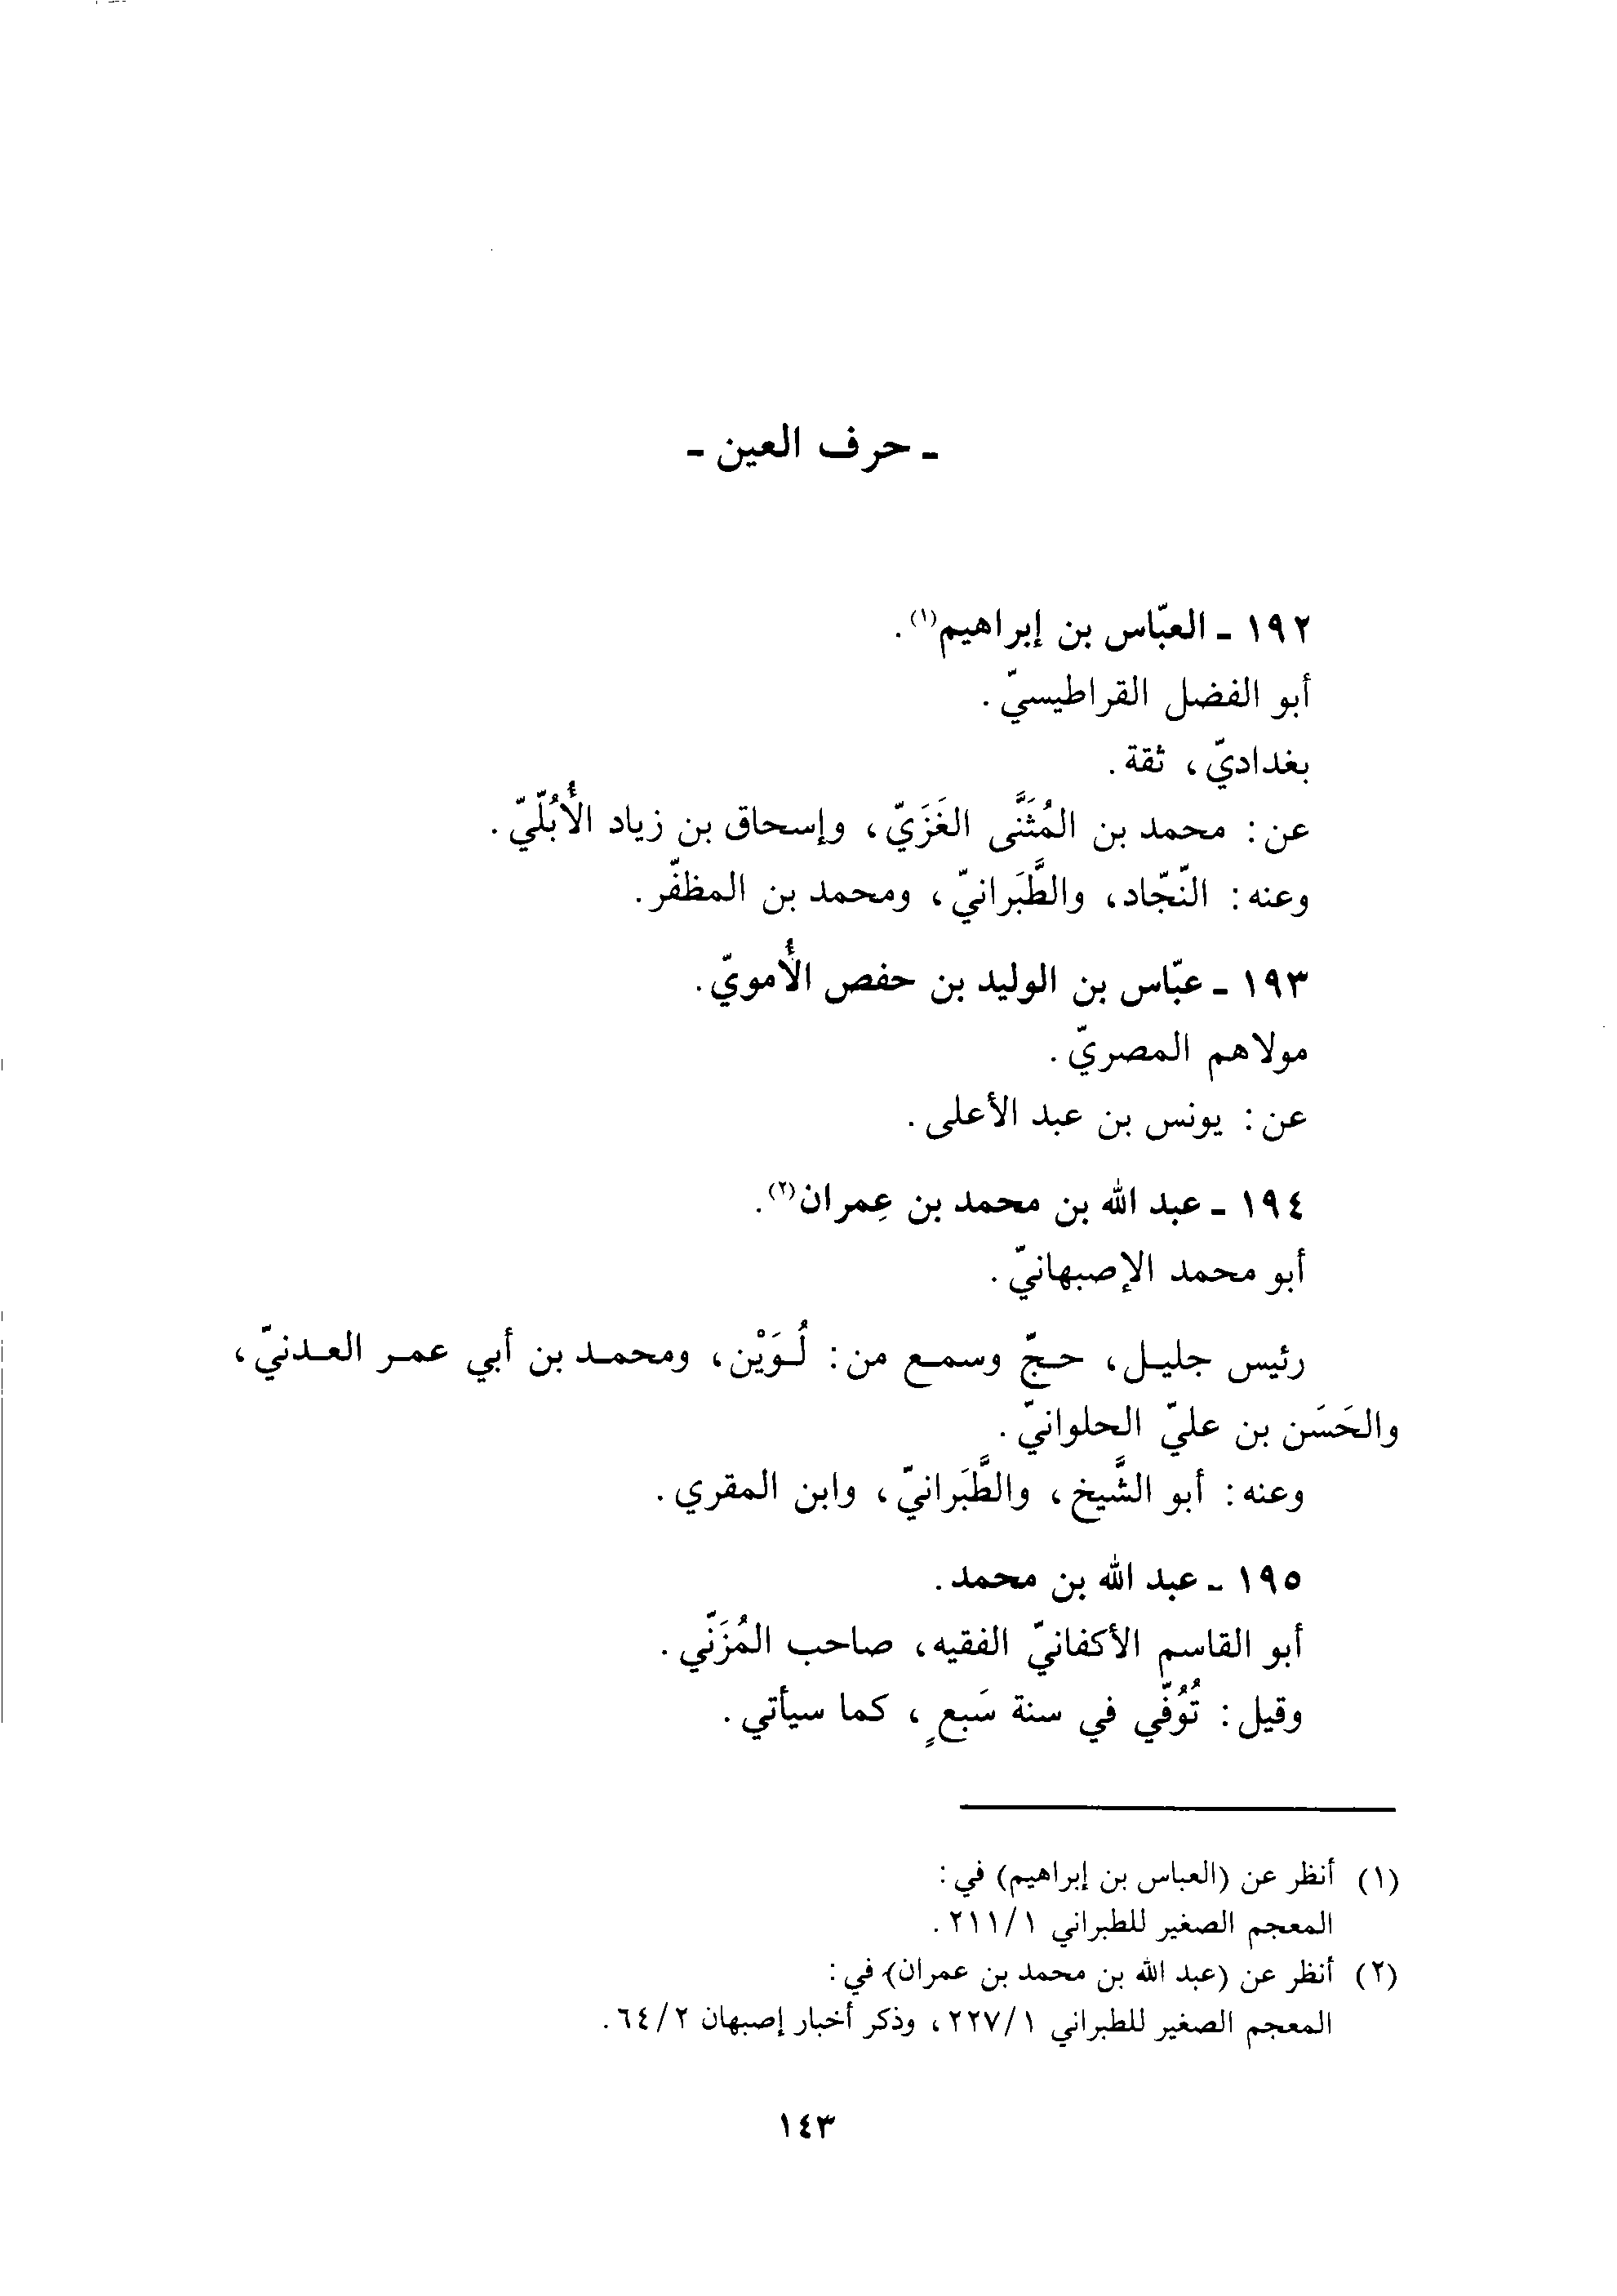 ـ حرف العين ـ
١٩٢ ـ العبّاس بن إبراهيم(١).
أبو الفضل القراطيسيّ.
بغداديّ، ثقة.
عن: محمد بن المُثَنَّى الغَزَيّ، وإسحاق بن زياد الأُبُلّيّ.
وعنه: النّجّاد، والطَّبَرانيّ، ومحمد بن المظفّر.
١٩٣ ـ عبّاس بن الوليد بن حفص الأُمويّ.
مولاهم المصريّ.
عن: يونس بن عبد الأعلى.
١٩٤ ـ عبد الله بن محمد بن عِمران(٢).
أبو محمد الإصبهانيّ.
رئيس جليل، حجّ وسمع من: لُوَيْن، ومحمد بن أبي عمر العدنيّ،
والحَسَن بن عليّ الحلوانيّ.
وعنه: أبو الشَّيخ، والطَّبَرانيّ، وابن المقري.
١٩٥ ـ عبد الله بن محمد.
أبو القاسم الأكفانيّ الفقيه، صاحب المُزَنّي.
وقيل: تُوُفّي في سنة سَبعٍ، كما سيأتي.
(١) أنظر عن (العباس بن إبراهيم) في:
المعجم الصغير للطبراني ٢١١/١.
(٢) أنظر عن (عبد الله بن محمد بن عمران) في:
المعجم الصغير للطبراني ٢٢٧/١، وذكر أخبار إصبهان ٦٤/٢.
١٤٣